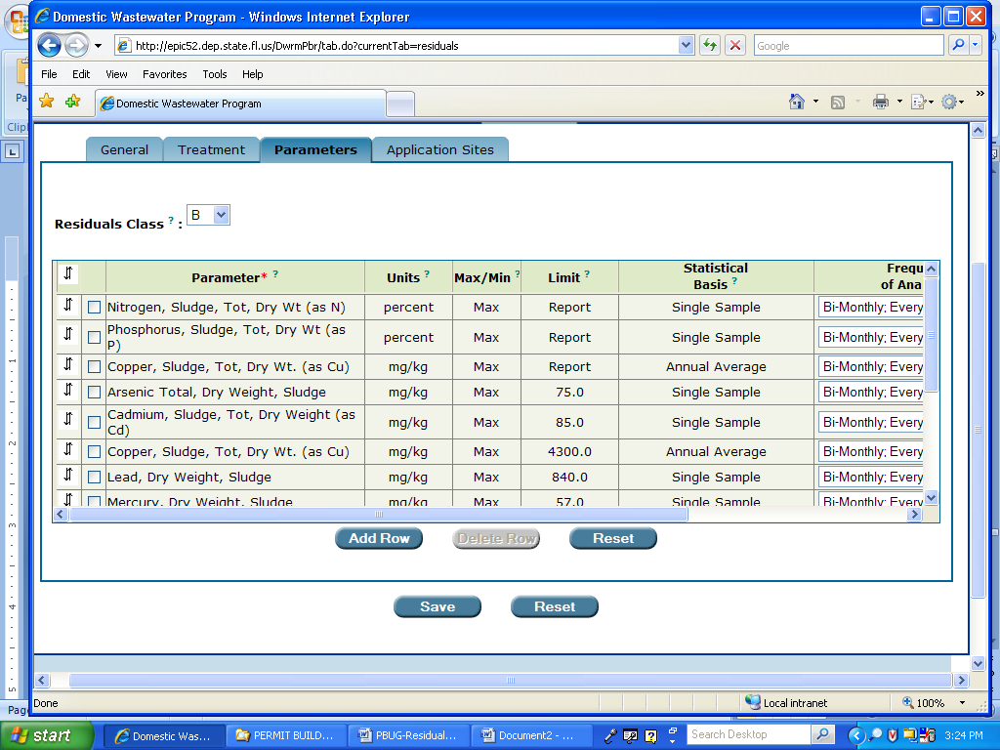 Domestic Wastewater Program - Windows Internet Explorer
http://epic52.dep.state.fl.us/DwrmPbr/tab.do?currentTab=residuals
Google
File Edit View Favorites Tools Help
Domestic Wastewater Program
Pa
Clip
General Treatment Parameters Application Sites
Residuals Class ? : B
Parameter* ? Units ? Max/Min ? Limit ? Statistical Basis ? Frequ of Ana
Nitrogen, Sludge, Tot, Dry Wt (as N) percent Max Report Single Sample Bi-Monthly; Every
Phosphorus, Sludge, Tot, Dry Wt (as P) percent Max Report Single Sample Bi-Monthly; Every
Copper, Sludge, Tot, Dry Wt. (as Cu) mg/kg Max Report Annual Average Bi-Monthly; Every
Arsenic Total, Dry Weight, Sludge mg/kg Max 75.0 Single Sample Bi-Monthly; Every
Cadmium, Sludge, Tot, Dry Weight (as Cd) mg/kg Max 85.0 Single Sample Bi-Monthly; Every
Copper, Sludge, Tot, Dry Wt. (as Cu) mg/kg Max 4300.0 Annual Average Bi-Monthly; Every
Lead, Dry Weight, Sludge mg/kg Max 840.0 Single Sample Bi-Monthly; Every
Mercury, Dry Weight, Sludge mg/kg Max 57.0 Single Sample Bi-Monthly; Every
Add Row Delete Row Reset
Save Reset
Page
Done Local intranet 100%
start Domestic Was... PERMIT BUILD... PBUG-Residual... Document2 - ... Search Desktop 3:24 PM